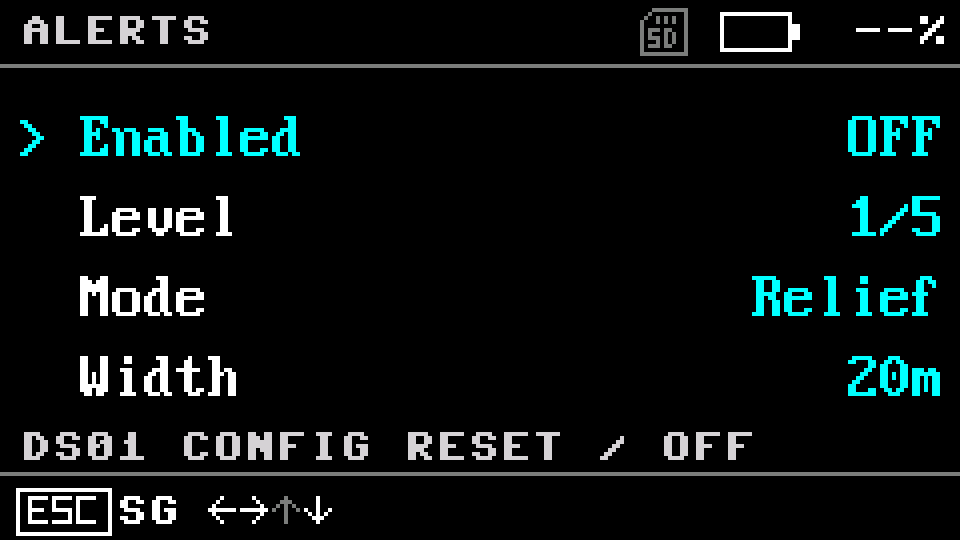 ALERTS SD --%
> Enabled OFF
Level 1/5
Mode Relief
Width 20m
DS01 CONFIG RESET / OFF
ESC SG ←→↑↓